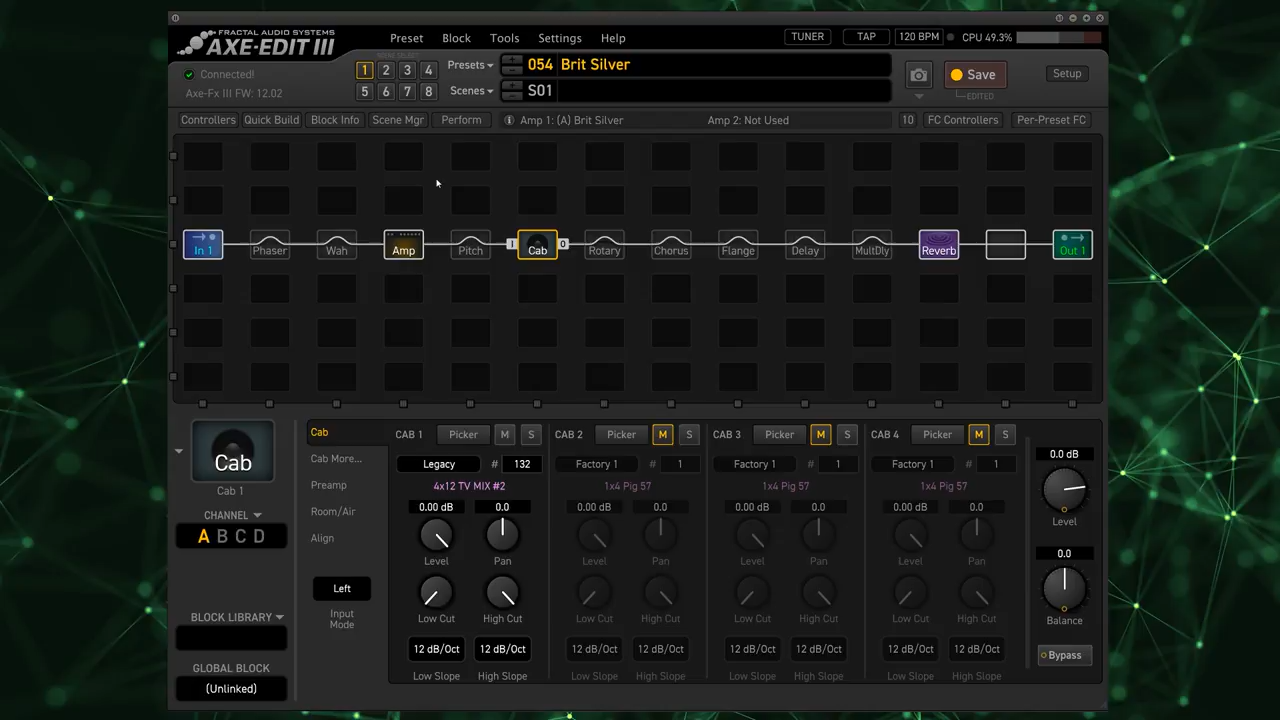 FRACTAL AUDIO SYSTEMS
AXE-EDIT III
Preset Block Tools Settings Help
TUNER TAP 120 BPM CPU 49.3%
Connected!
Axe-Fx III FW: 12.02
1 2 3 4
5 6 7 8
Presets 054 Brit Silver
Scenes S01
Save
EDITED
Setup
Controllers Quick Build Block Info Scene Mgr Perform Amp 1: (A) Brit Silver Amp 2: Not Used 10 FC Controllers Per-Preset FC
In 1 Phaser Wah Amp Pitch I Cab O Rotary Chorus Flange Delay MultDly Reverb Out 1
Cab
Cab 1
CHANNEL
A B C D
BLOCK LIBRARY
GLOBAL BLOCK
(Unlinked)
Cab
Cab More...
Preamp
Room/Air
Align
Left
Input
Mode
CAB 1 Picker M S
Legacy # 132
4x12 TV MIX #2
0.00 dB 0.0
Level Pan
Low Cut High Cut
12 dB/Oct 12 dB/Oct
Low Slope High Slope
CAB 2 Picker M S
Factory 1 # 1
1x4 Pig 57
0.00 dB 0.0
Level Pan
Low Cut High Cut
12 dB/Oct 12 dB/Oct
Low Slope High Slope
CAB 3 Picker M S
Factory 1 # 1
1x4 Pig 57
0.00 dB 0.0
Level Pan
Low Cut High Cut
12 dB/Oct 12 dB/Oct
Low Slope High Slope
CAB 4 Picker M S
Factory 1 # 1
1x4 Pig 57
0.00 dB 0.0
Level Pan
Low Cut High Cut
12 dB/Oct 12 dB/Oct
Low Slope High Slope
0.0 dB
Level
0.0
Balance
Bypass